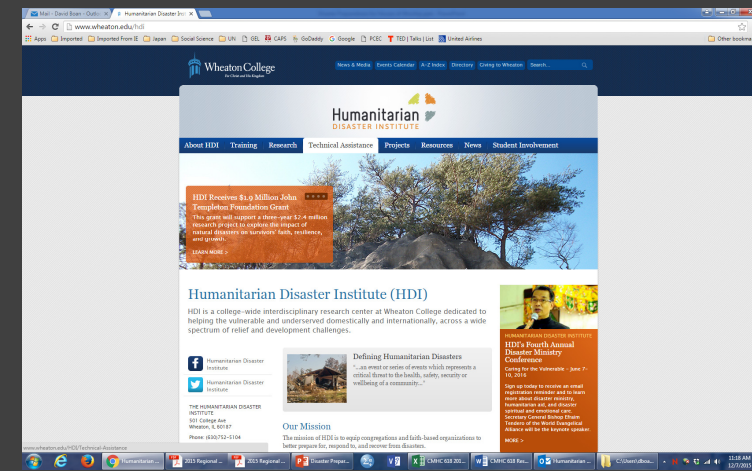 Mail - David Boan - Outlo
Humanitarian Disaster Inst
www.wheaton.edu/hdi
Apps Imported Imported From IE Japan Social Science UN GEL CAPS GoDaddy Google PCEC TED | Talks | List United Airlines Other bookma
Wheaton College
For Christ and His Kingdom
News & Media Events Calendar A-Z Index Directory Giving to Wheaton Search...
Humanitarian
DISASTER INSTITUTE
About HDI Training Research Technical Assistance Projects Resources News Student Involvement
HDI Receives $1.9 Million John
Templeton Foundation
Grant
This grant will support a three-year $2.4 million
research project to explore the impact of
natural disasters on survivors' faith, resilience,
and growth.
LEARN MORE >
Humanitarian Disaster Institute (HDI)
HDI is a college-wide interdisciplinary research center at Wheaton College dedicated to
helping the vulnerable and underserved domestically and internationally, across a wide
spectrum of relief and development challenges.
Humanitarian Disaster
Institute
Humanitarian Disaster
Institute
THE HUMANITARIAN DISASTER
INSTITUTE
501 College Ave
Wheaton, IL 60187
Phone: (630)752-5104
Defining Humanitarian Disasters
"...an event or series of events which represents a
critical threat to the health, safety, security or
wellbeing of a community..."
Our Mission
The mission of HDI is to equip congregations and faith-based organizations to
better prepare for, respond to, and recover from disasters.
HUMANITARIAN DISASTER INSTITUTE
HDI's Fourth Annual
Disaster Ministry
Conference
Caring for the Vulnerable - June 7-
10, 2016
Sign up today to receive an email
registration reminder and to learn
more about disaster ministry,
humanitarian aid, and disaster
spiritual and emotional care.
Secretary General Bishop Efraim
Tendero of the World Evangelical
Alliance will be the keynote speaker.
MORE >
www.wheaton.edu/HDI/Technical-Assistance
Humanitarian ... 2015 Regional ... 2015 Regional ... Disaster Prepar... CMHC 618 201... CMHC 618 Res... Humanitarian ... C:\Users\dboa...
11:18 AM
12/7/2015